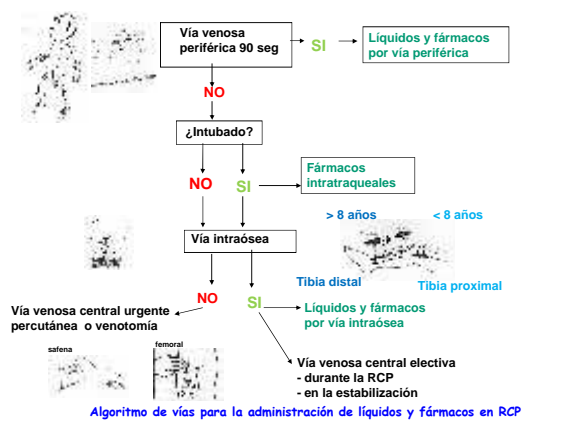 Vía venosa
periférica 90 seg
SI
Líquidos y fármacos
por vía periférica
NO
¿Intubado?
NO
SI
Fármacos
intratraqueales
> 8 años
< 8 años
Vía intraósea
Tibia distal
Tibia proximal
NO
SI
Líquidos y fármacos
por vía intraósea
Vía venosa central urgente
percutánea o venotomía
safena
femoral
Vía venosa central electiva
- durante la RCP
- en la estabilización
Algoritmo de vías para la administración de líquidos y fármacos en RCP